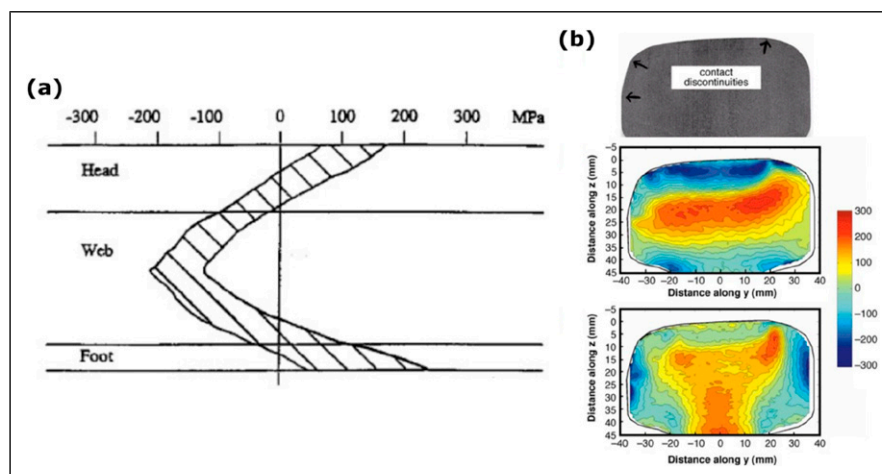 (a)
-300 -200 -100 0 100 200 MPa
Head
Web
Foot
(b)
contact
discontinuities
-5
0
5
10
15
20
25
30
35
40
45
Distance along z (mm)
-40 -30 -20 -10 0 10 20 30 40
Distance along y (mm)
-5
0
5
10
15
20
25
30
35
40
45
Distance along z (mm)
-40 -30 -20 -10 0 10 20 30 40
Distance along y (mm)
300
200
100
0
-100
-200
-300